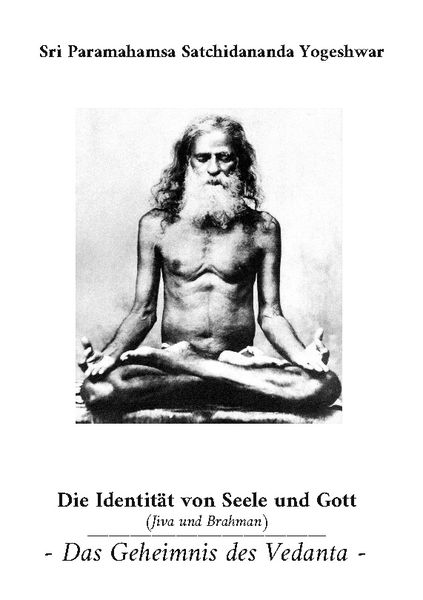 Sri Paramahamsa Satchidananda Yogeshwar
Die Identität von Seele und Gott
(Jiva und Brahman)
- Das Geheimnis des Vedanta -